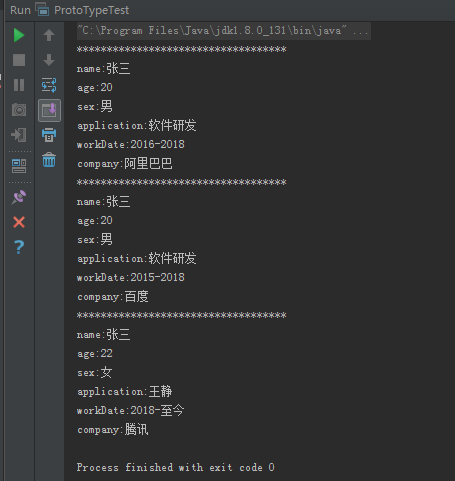 Run ProtoTypeTest
"C:\Program Files\Java\jdk1.8.0_131\bin\java" ...
***********************************
name:张三
age:20
sex:男
application:软件研发
workDate:2016-2018
company:阿里巴巴
***********************************
name:张三
age:20
sex:男
application:软件研发
workDate:2015-2018
company:百度
***********************************
name:张三
age:22
sex:女
application:王静
workDate:2018-至今
company:腾讯
Process finished with exit code 0